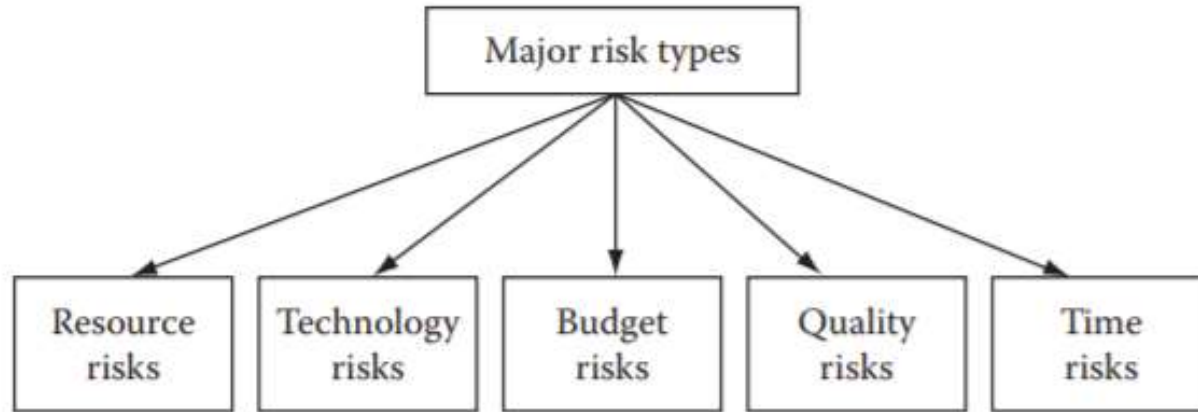 Major risk types
Resource
risks
Technology
risks
Budget
risks
Quality
risks
Time
risks